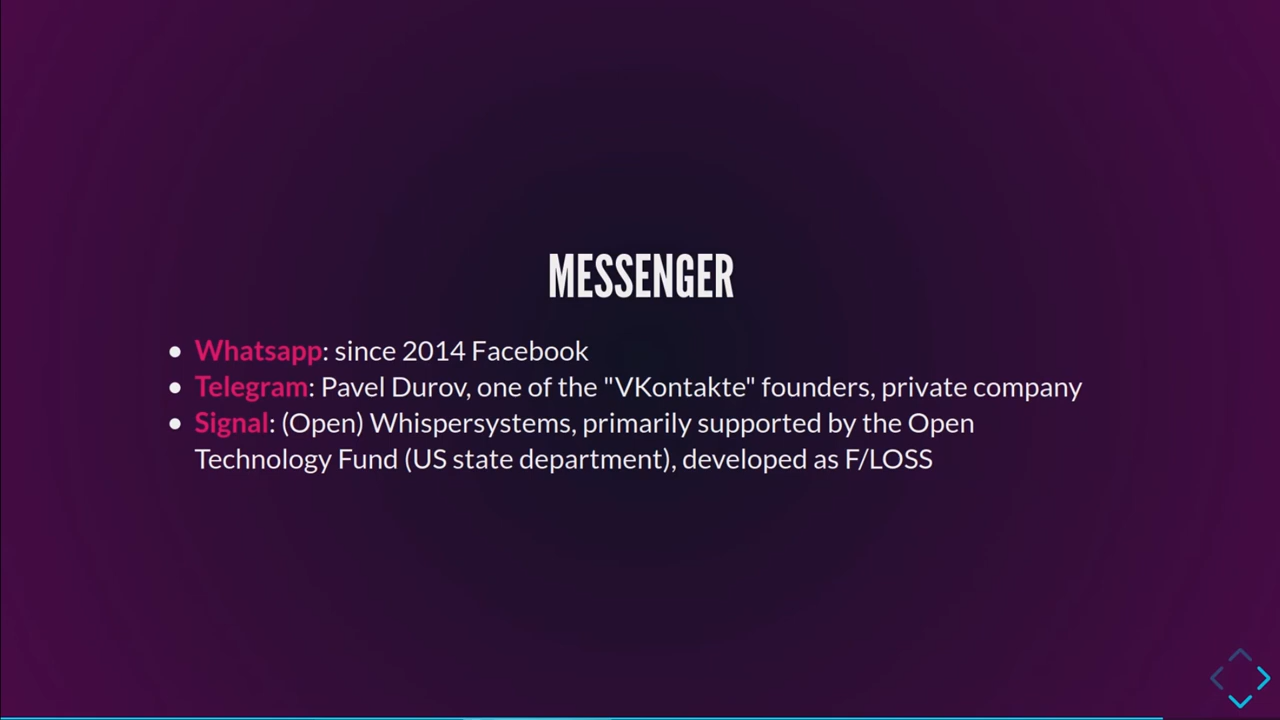 MESSENGER
• Whatsapp: since 2014 Facebook
• Telegram: Pavel Durov, one of the "VKontakte" founders, private company
• Signal: (Open) Whispersystems, primarily supported by the Open
Technology Fund (US state department), developed as F/LOSS